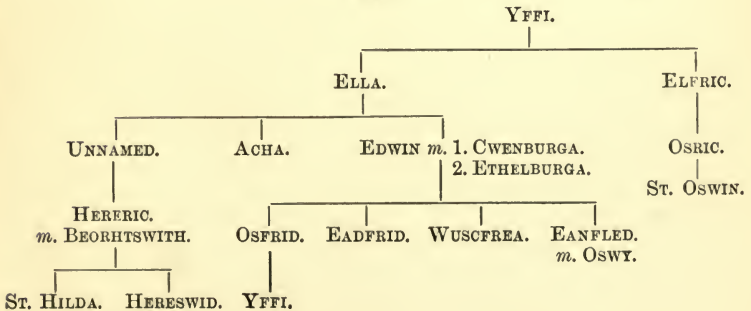 YFFI.
ELLA. ELFRIC.
UNNAMED. ACHA. EDWIN m. 1. CWENBURGA. OSRIC.
2. ETHELBURGA.
ST. OSWIN.
HERERIC.
m. BEORHTSWITH. OSFRID. EADFRID. WUSCFREA. EANFLED.
m. OSWY.
ST. HILDA. HERESWID. YFFI.